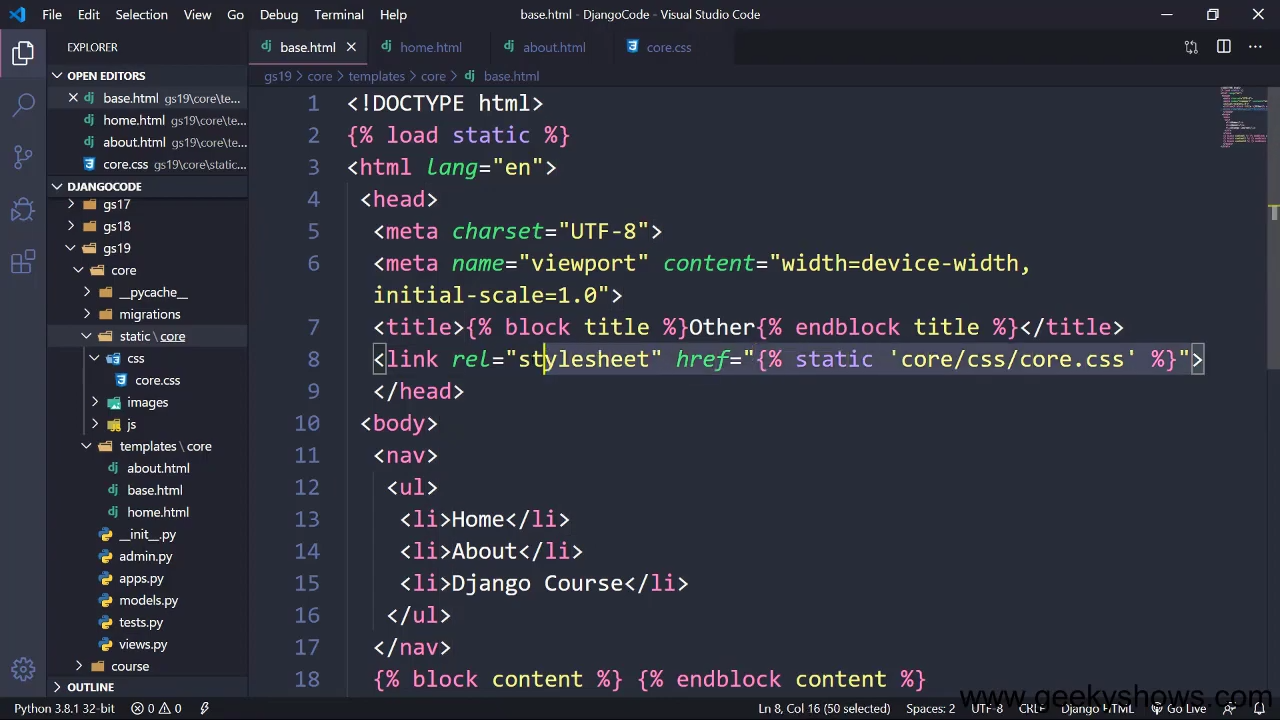 File Edit Selection View Go Debug Terminal Help
base.html - DjangoCode - Visual Studio Code
EXPLORER
OPEN EDITORS
base.html gs19\core\te...
home.html gs19\core\te...
about.html gs19\core\te...
core.css gs19\core\static...
DJANGOCODE
gs17
gs18
gs19
core
__pycache__
migrations
static \ core
css
core.css
images
js
templates \ core
about.html
base.html
home.html
__init__.py
admin.py
apps.py
models.py
tests.py
views.py
course
OUTLINE
base.html home.html about.html core.css
gs19 > core > templates > core > base.html
1 <!DOCTYPE html>
2 {% load static %}
3 <html lang="en">
4 <head>
5 <meta charset="UTF-8">
6 <meta name="viewport" content="width=device-width,
initial-scale=1.0">
7 <title>{% block title %}Other{% endblock title %}</title>
8 <link rel="stylesheet" href="{% static 'core/css/core.css' %}">
9 </head>
10 <body>
11 <nav>
12 <ul>
13 <li>Home</li>
14 <li>About</li>
15 <li>Django Course</li>
16 </ul>
17 </nav>
18 {% block content %} {% endblock content %}
www.geekyshows.com
Python 3.8.1 32-bit 0 0 Ln 8, Col 16 (50 selected) Spaces: 2 UTF-8 CRLF Django HTML Go Live